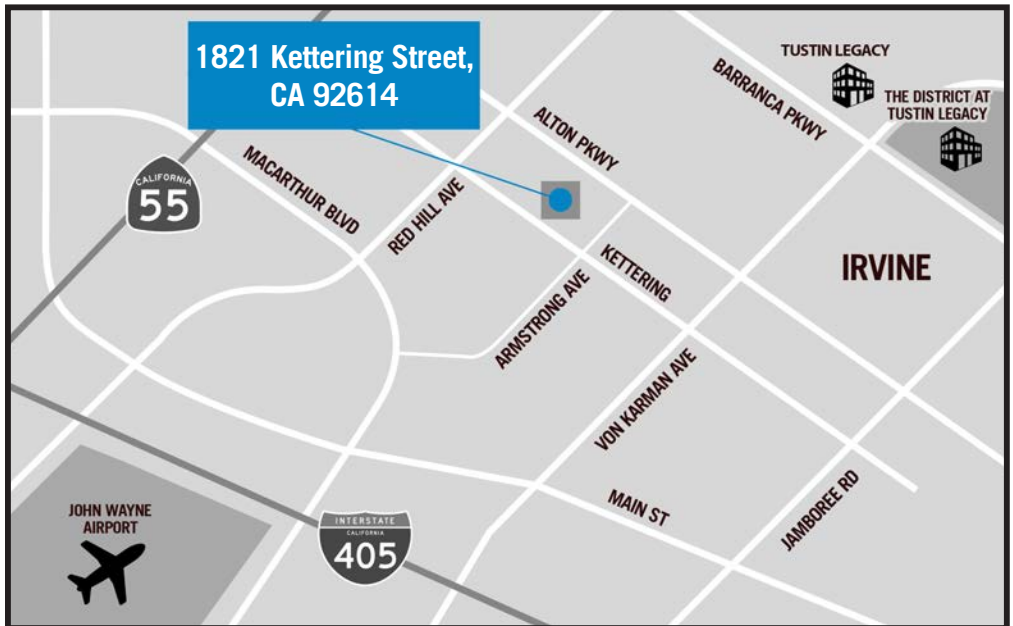 1821 Kettering Street,
CA 92614
TUSTIN LEGACY
THE DISTRICT AT
TUSTIN LEGACY
BARRANCA PKWY
ALTON PKWY
MACARTHUR BLVD
RED HILL AVE
CALIFORNIA
55
KETTERING
IRVINE
ARMSTRONG AVE
VON KARMAN AVE
MAIN ST
JAMBOREE RD
JOHN WAYNE
AIRPORT
INTERSTATE
CALIFORNIA
405